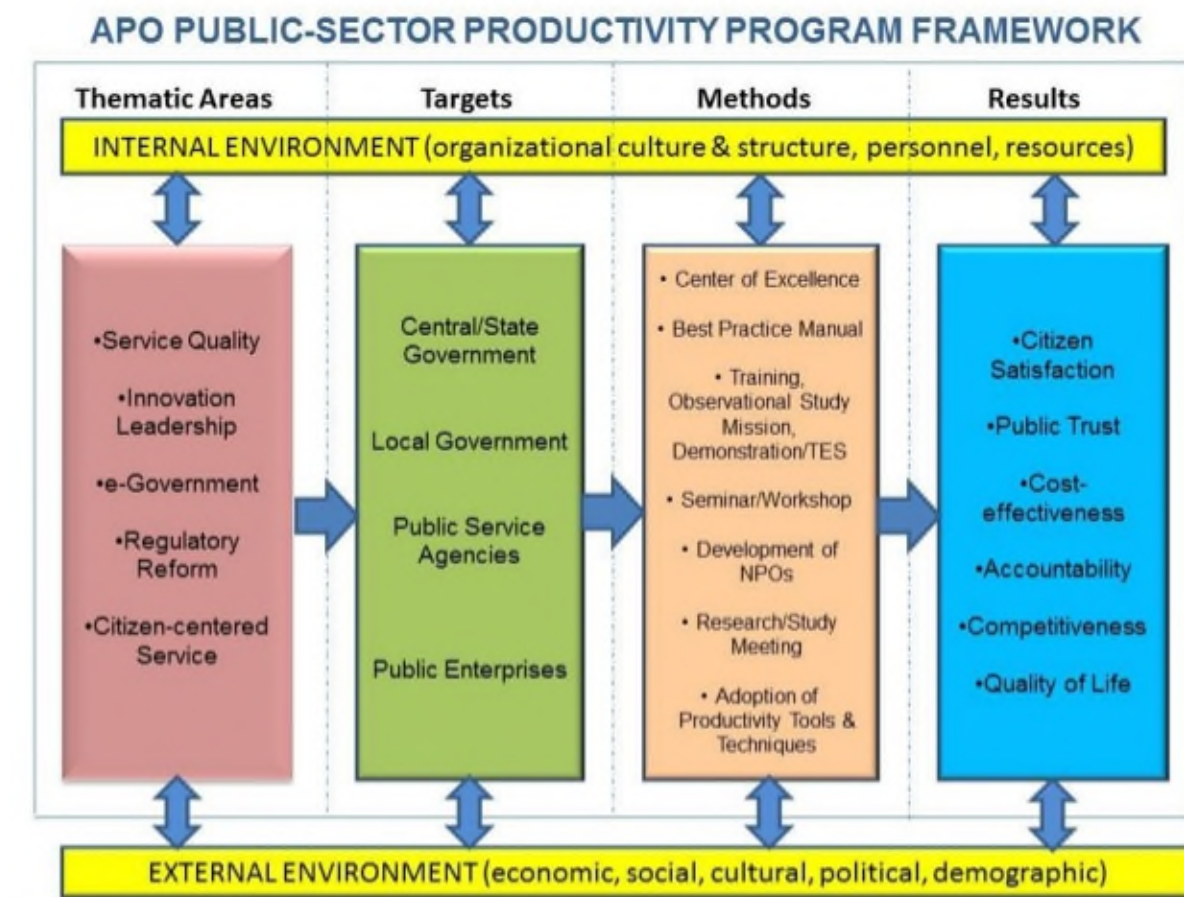 APO PUBLIC-SECTOR PRODUCTIVITY PROGRAM FRAMEWORK
Thematic Areas
Targets
Methods
Results
INTERNAL ENVIRONMENT (organizational culture & structure, personnel, resources)
•Service Quality
•Innovation
Leadership
•e-Government
•Regulatory
Reform
•Citizen-centered
Service
Central/State
Government
Local Government
Public Service
Agencies
Public Enterprises
• Center of Excellence
• Best Practice Manual
• Training,
Observational Study
Mission,
Demonstration/TES
• Seminar/Workshop
• Development of
NPOs
• Research/Study
Meeting
• Adoption of
Productivity Tools &
Techniques
•Citizen
Satisfaction
•Public Trust
•Cost-
effectiveness
•Accountability
•Competitiveness
•Quality of Life
EXTERNAL ENVIRONMENT (economic, social, cultural, political, demographic)